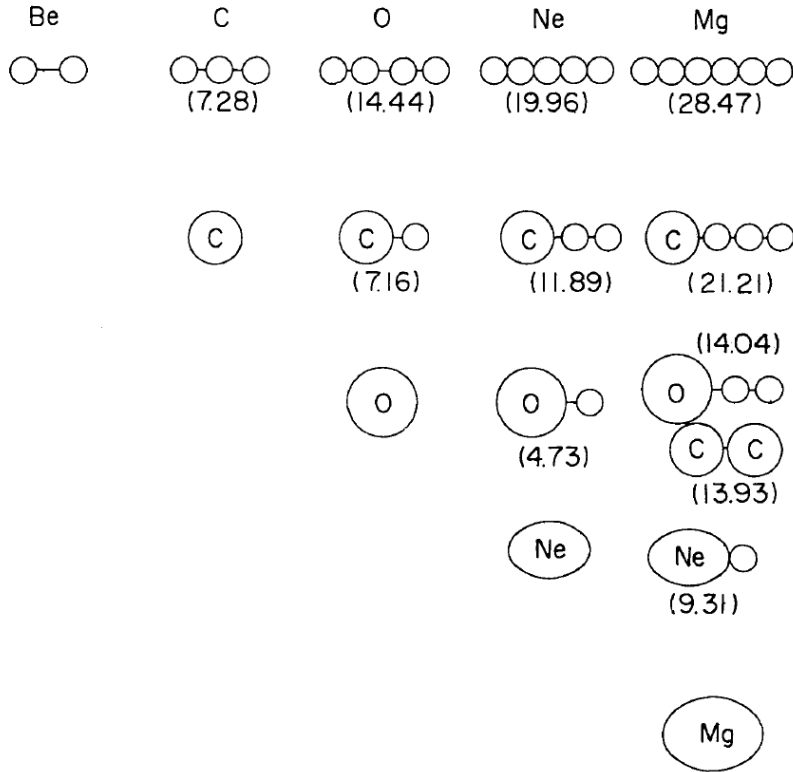 Be C O Ne Mg
(7.28) (14.44) (19.96) (28.47)
C C C C
(7.16) (11.89) (21.21)
(14.04)
O O O
C C
(4.73)
(13.93)
Ne Ne
(9.31)
Mg